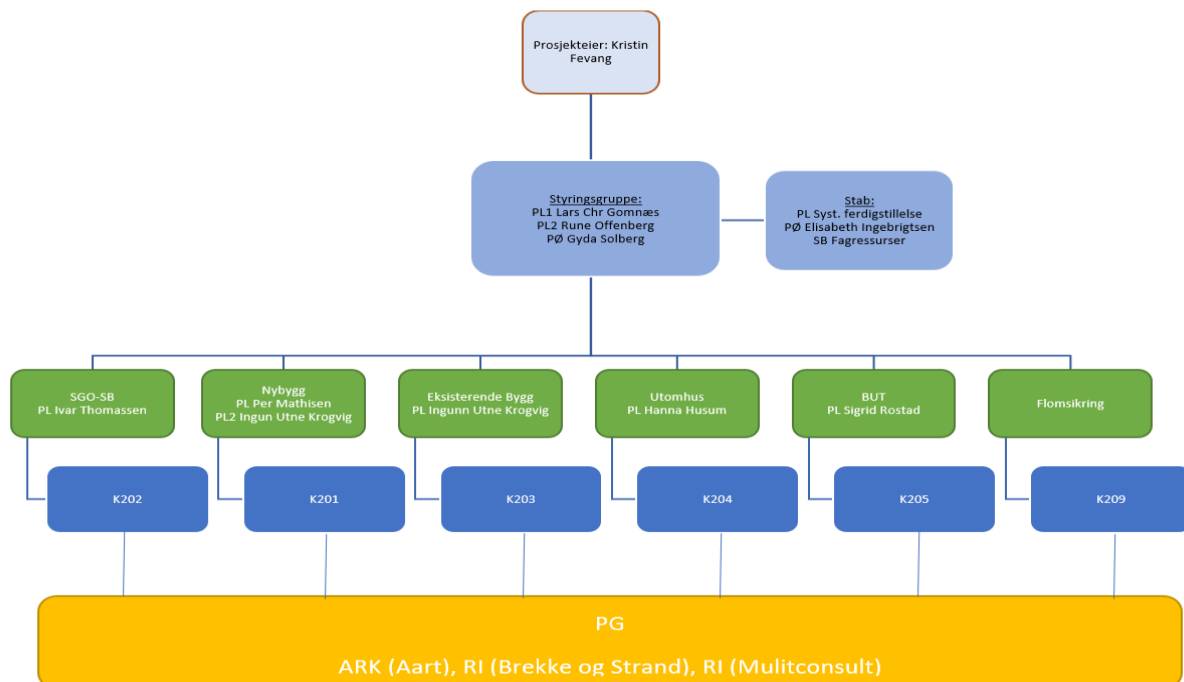 Prosjekteier: Kristin
Fevang
Styringsgruppe:
PL1 Lars Chr Gomnæs
PL2 Rune Offenberg
PØ Gyda Solberg
Stab:
PL Syst. ferdigstillelse
PØ Elisabeth Ingebrigtsen
SB Fagressurser
SGO-SB
PL Ivar Thomassen
Nybygg
PL Per Mathisen
PL2 Ingun Utne Krogvig
Eksisterende Bygg
PL Ingunn Utne Krogvig
Utomhus
PL Hanna Husum
BUT
PL Sigrid Rostad
Flomsikring
K202
K201
K203
K204
K205
K209
PG
ARK (Aart), RI (Brekke og Strand), RI (Mulitconsult)